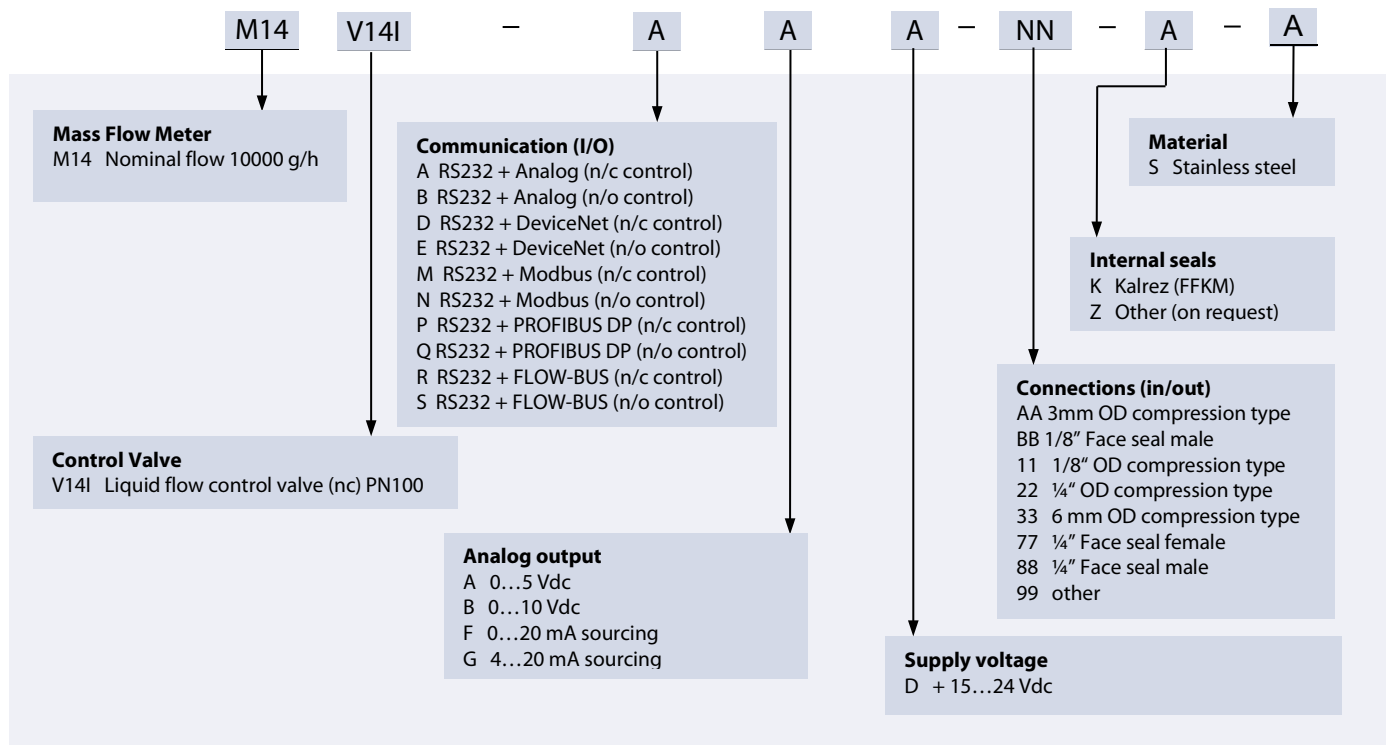 M14 V14I – A A A – NN – A – A
Mass Flow Meter
M14 Nominal flow 10000 g/h
Communication (I/O)
A RS232 + Analog (n/c control)
B RS232 + Analog (n/o control)
D RS232 + DeviceNet (n/c control)
E RS232 + DeviceNet (n/o control)
M RS232 + Modbus (n/c control)
N RS232 + Modbus (n/o control)
P RS232 + PROFIBUS DP (n/c control)
Q RS232 + PROFIBUS DP (n/o control)
R RS232 + FLOW-BUS (n/c control)
S RS232 + FLOW-BUS (n/o control)
Material
S Stainless steel
Internal seals
K Kalrez (FFKM)
Z Other (on request)
Connections (in/out)
AA 3mm OD compression type
BB 1/8” Face seal male
11 1/8“ OD compression type
22 ¼“ OD compression type
33 6 mm OD compression type
77 ¼” Face seal female
88 ¼” Face seal male
99 other
Control Valve
V14I Liquid flow control valve (nc) PN100
Analog output
A 0…5 Vdc
B 0…10 Vdc
F 0…20 mA sourcing
G 4…20 mA sourcing
Supply voltage
D + 15…24 Vdc